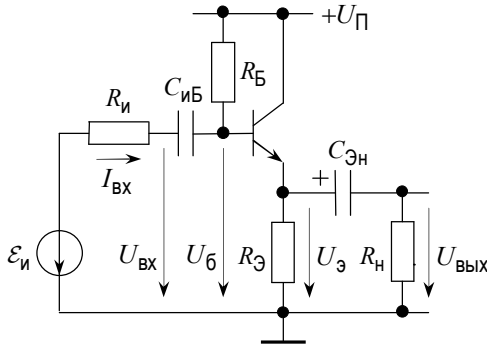 +U_П
R_Б
C_иБ
R_и
I_вх
C_Эн
+
ℰ_и
U_вх
U_б
R_Э
U_э
R_н
U_вых